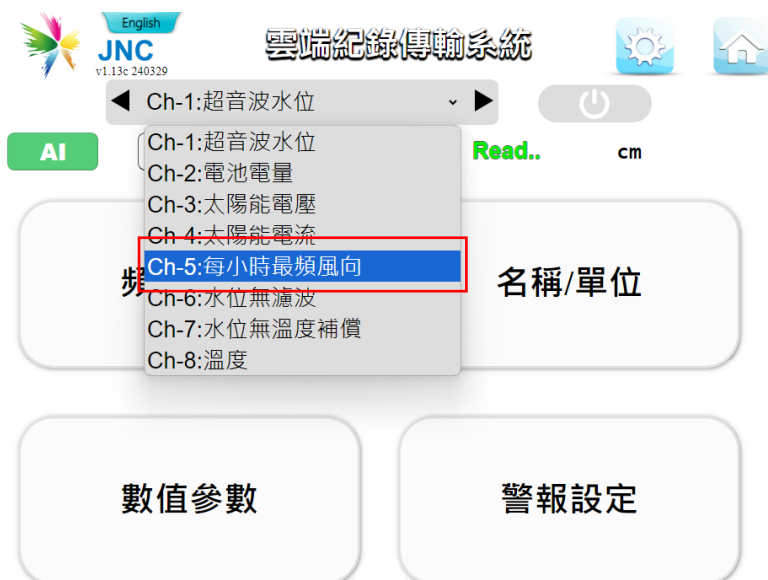 English
JNC
v1.13c 240329
雲端紀錄傳輸系統
Ch-1:超音波水位
AI
Read..
cm
Ch-1:超音波水位
Ch-2:電池電量
Ch-3:太陽能電壓
Ch-4:太陽能電流
Ch-5:每小時最頻風向
Ch-6:水位無濾波
Ch-7:水位無溫度補償
Ch-8:溫度
頻
名稱/單位
數值參數
警報設定